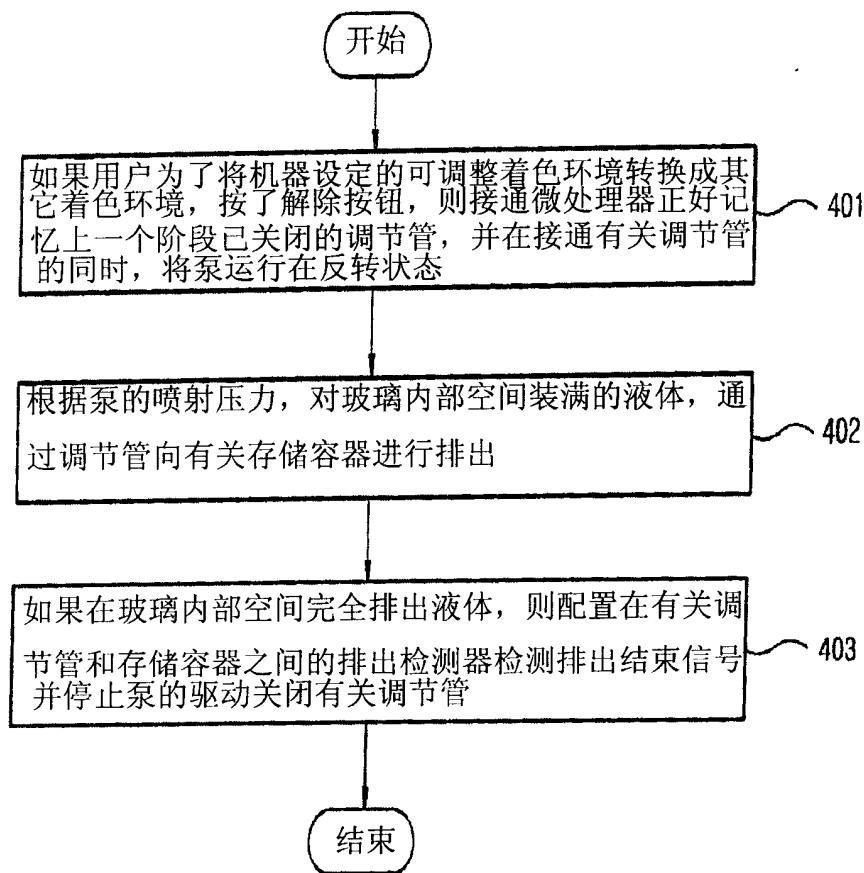 开始
如果用户为了将机器设定的可调整着色环境转换成其
它着色环境，按了解除按钮，则接通微处理器正好记
忆上一个阶段已关闭的调节管，并在接通有关调节管
的同时，将泵运行在反转状态
401
根据泵的喷射压力，对玻璃内部空间装满的液体，通
过调节管向有关存储容器进行排出
402
如果在玻璃内部空间完全排出液体，则配置在有关调
节管和存储容器之间的排出检测器检测排出结束信号
并停止泵的驱动关闭有关调节管
403
结束